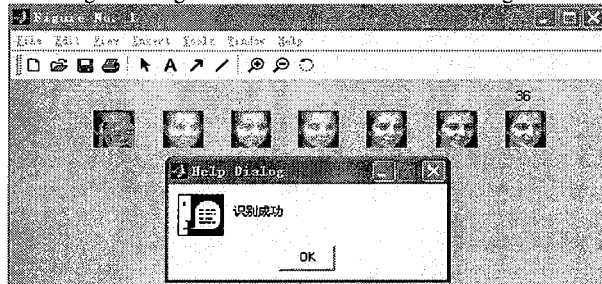 Figure No. 1
File Edit View Insert Tools Window Help
A
36
Help Dialog
识别成功
OK